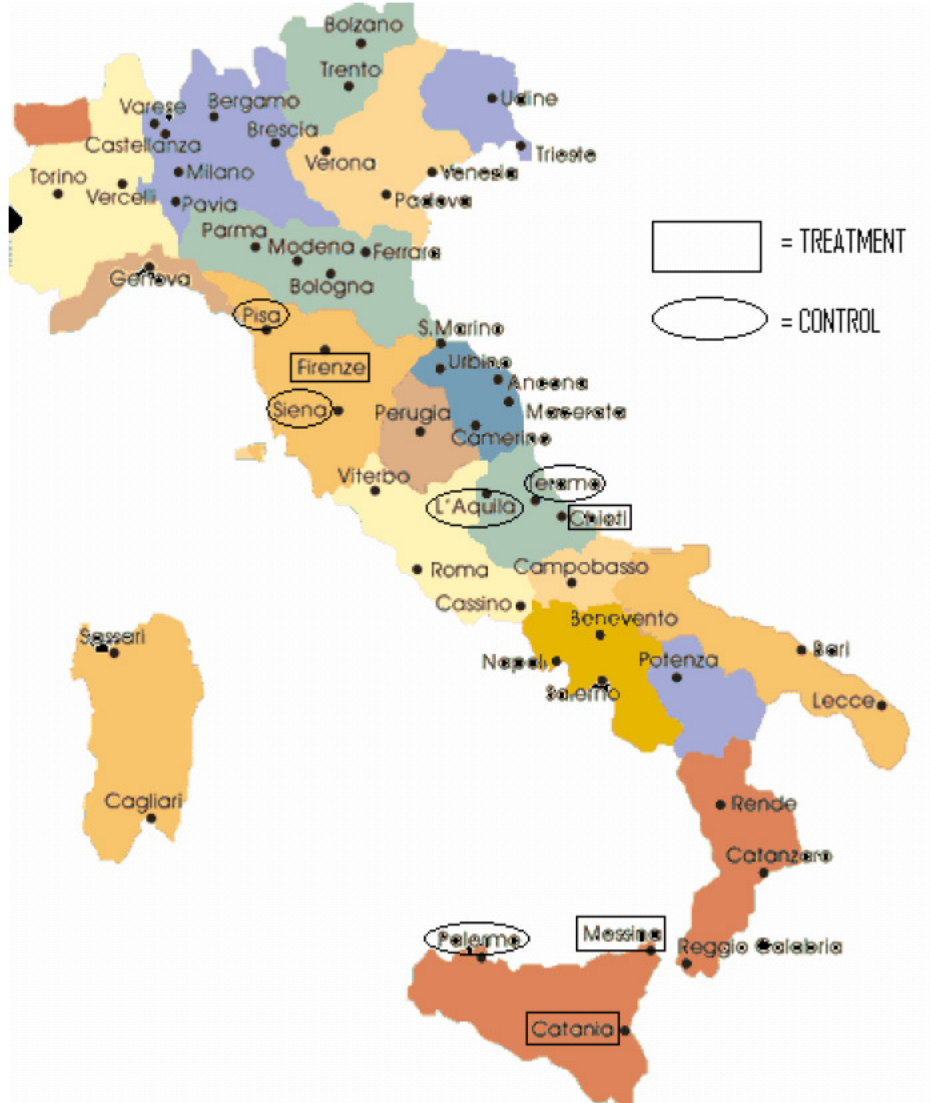 Bolzano
Trento
Udine
Varese
Bergamo
Brescia
Castellanza
Verona
Trieste
Milano
Venezia
Torino
Vercelli
Pavia
Padova
Parma
Modena
Ferrara
= TREATMENT
Genova
Bologna
Pisa
S.Marino
= CONTROL
Firenze
Urbino
Ancona
Siena
Perugia
Macerata
Camerino
Viterbo
Teramo
L'Aquila
Chieti
Roma
Campobasso
Cassino
Benevento
Sassari
Napoli
Potenza
Bari
Salerno
Lecce
Cagliari
Rende
Catanzaro
Palermo
Messina
Reggio Calabria
Catania